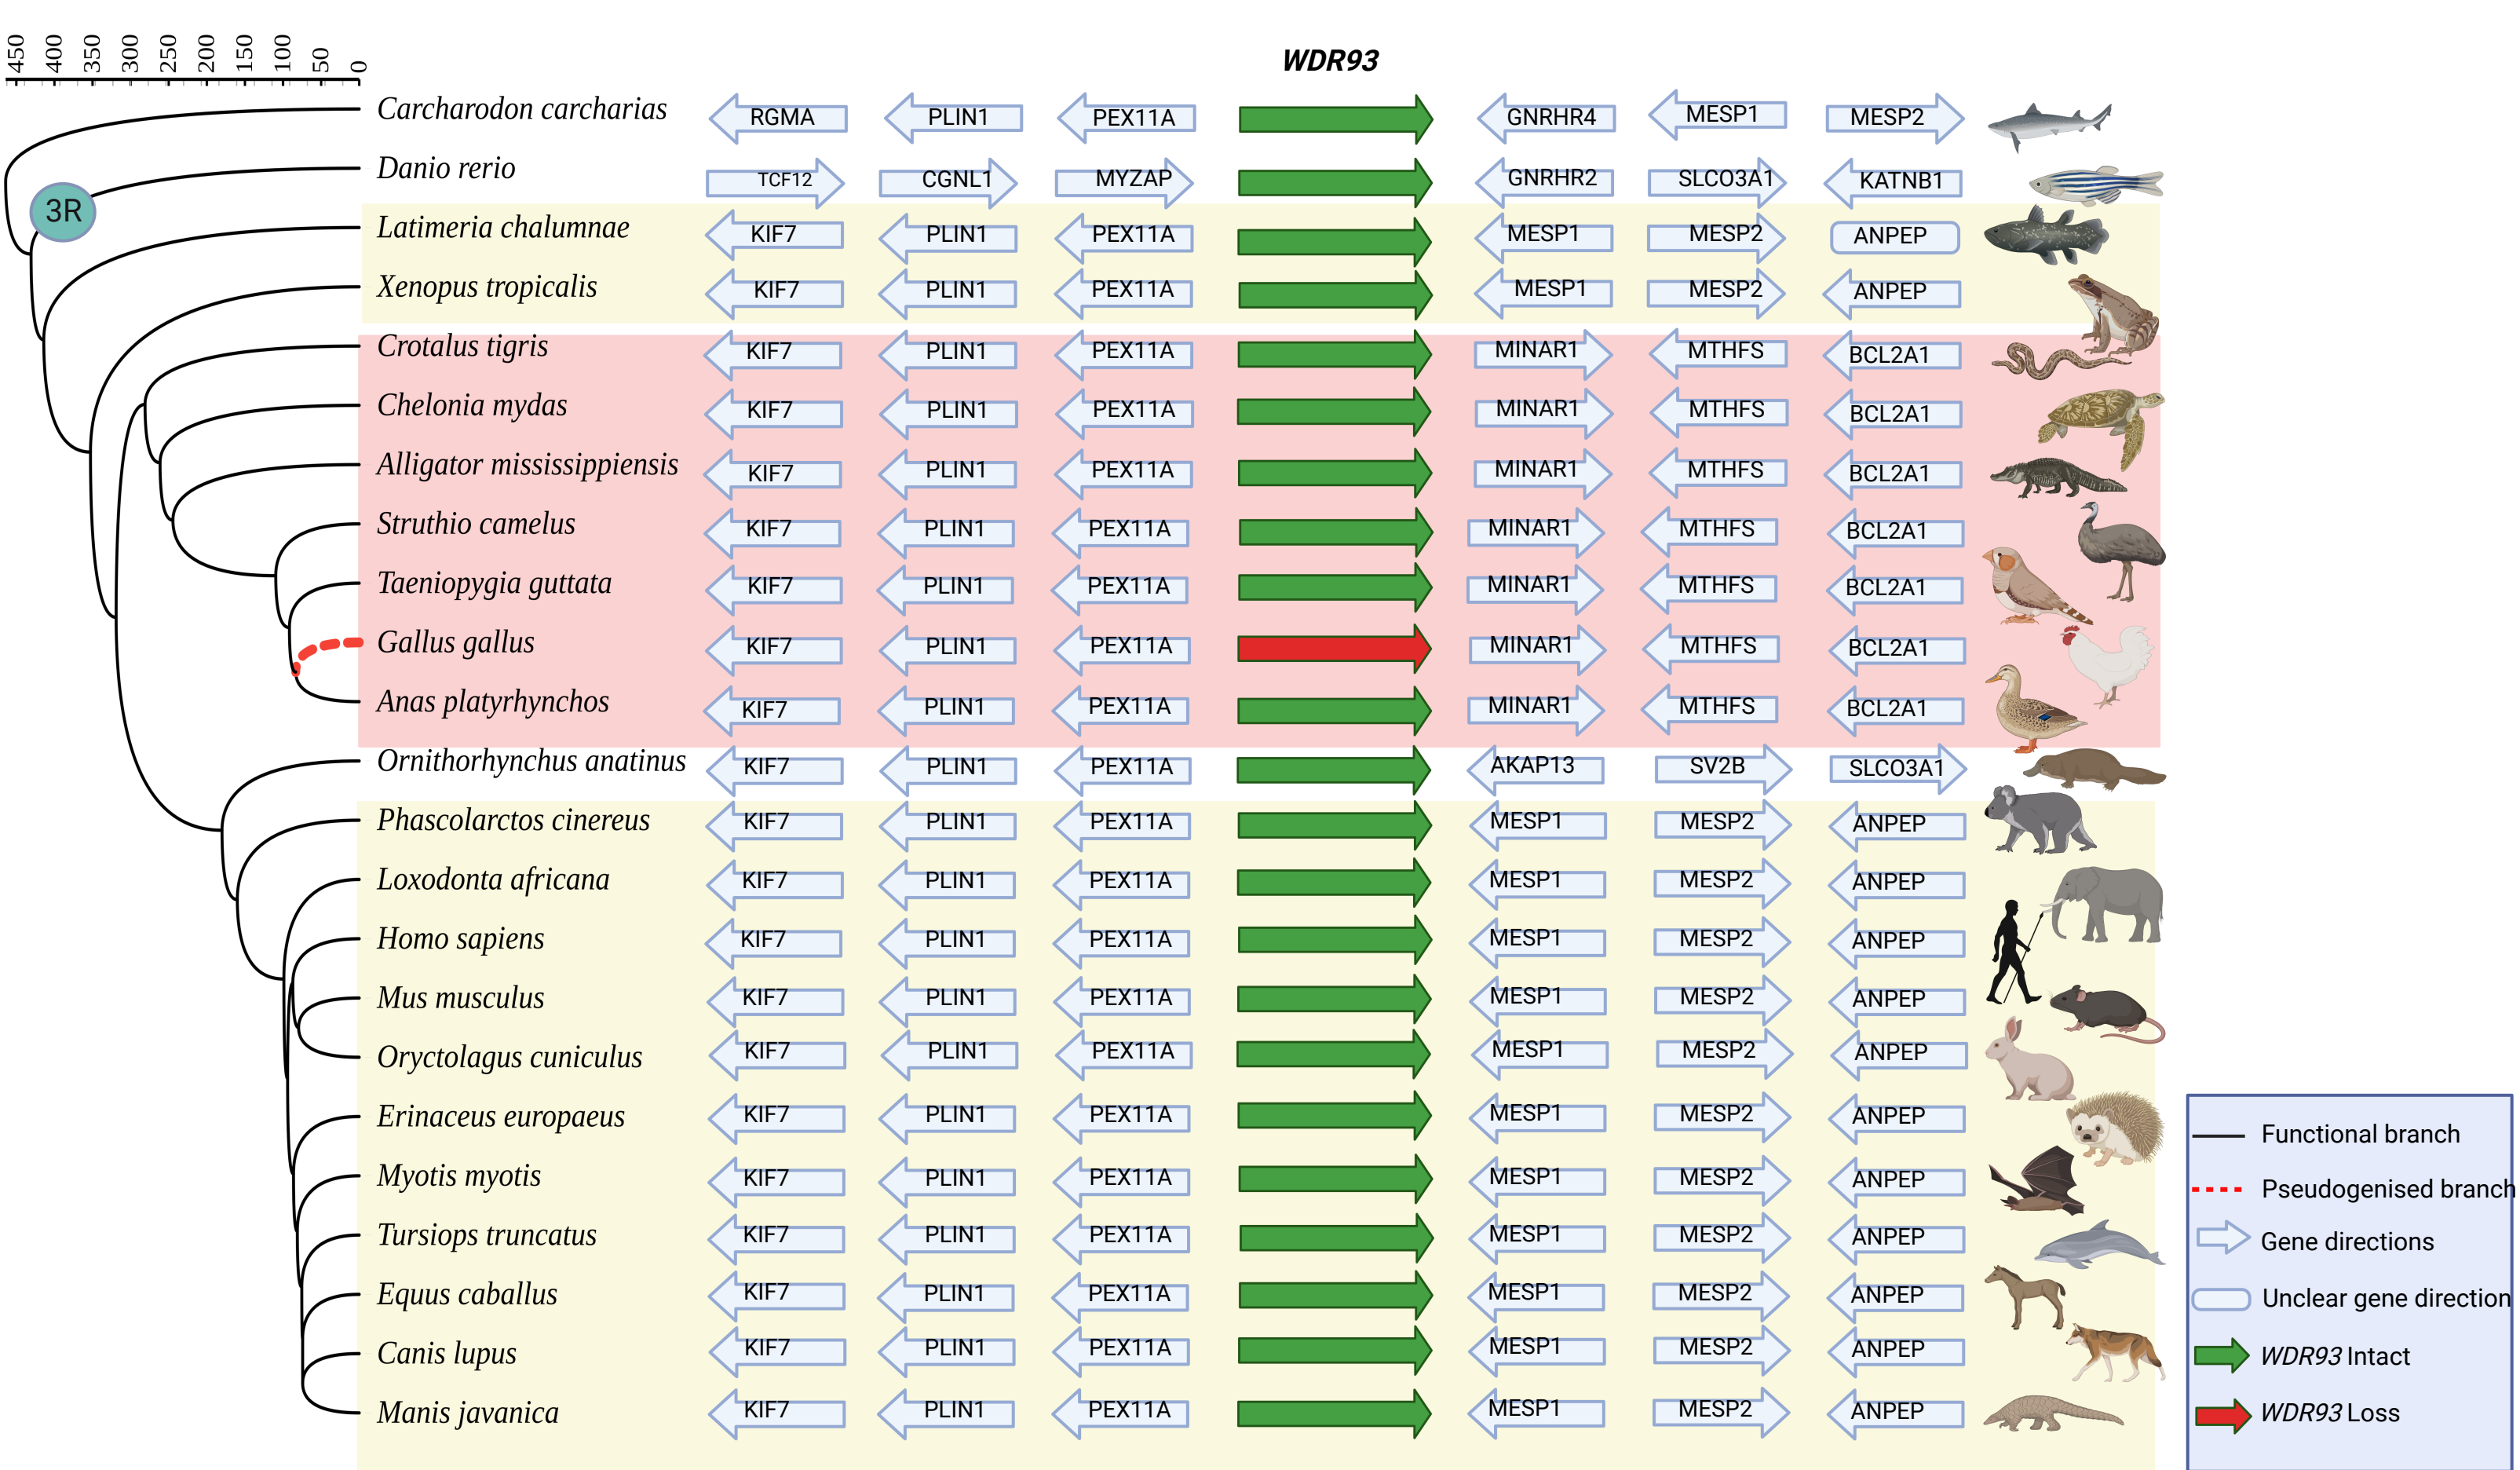 WDR93
450 400 350 300 250 200 150 100 50 0
Carcharodon carcharias RGMA PLIN1 PEX11A GNRHR4 MESP1 MESP2
Danio rerio TCF12 CGNL1 MYZAP GNRHR2 SLCO3A1 KATNB1
3R
Latimeria chalumnae KIF7 PLIN1 PEX11A MESP1 MESP2 ANPEP
Xenopus tropicalis KIF7 PLIN1 PEX11A MESP1 MESP2 ANPEP
Crotalus tigris KIF7 PLIN1 PEX11A MINAR1 MTHFS BCL2A1
Chelonia mydas KIF7 PLIN1 PEX11A MINAR1 MTHFS BCL2A1
Alligator mississippiensis KIF7 PLIN1 PEX11A MINAR1 MTHFS BCL2A1
Struthio camelus KIF7 PLIN1 PEX11A MINAR1 MTHFS BCL2A1
Taeniopygia guttata KIF7 PLIN1 PEX11A MINAR1 MTHFS BCL2A1
Gallus gallus KIF7 PLIN1 PEX11A MINAR1 MTHFS BCL2A1
Anas platyrhynchos KIF7 PLIN1 PEX11A MINAR1 MTHFS BCL2A1
Ornithorhynchus anatinus KIF7 PLIN1 PEX11A AKAP13 SV2B SLCO3A1
Phascolarctos cinereus KIF7 PLIN1 PEX11A MESP1 MESP2 ANPEP
Loxodonta africana KIF7 PLIN1 PEX11A MESP1 MESP2 ANPEP
Homo sapiens KIF7 PLIN1 PEX11A MESP1 MESP2 ANPEP
Mus musculus KIF7 PLIN1 PEX11A MESP1 MESP2 ANPEP
Oryctolagus cuniculus KIF7 PLIN1 PEX11A MESP1 MESP2 ANPEP
Erinaceus europaeus KIF7 PLIN1 PEX11A MESP1 MESP2 ANPEP
Myotis myotis KIF7 PLIN1 PEX11A MESP1 MESP2 ANPEP
Tursiops truncatus KIF7 PLIN1 PEX11A MESP1 MESP2 ANPEP
Equus caballus KIF7 PLIN1 PEX11A MESP1 MESP2 ANPEP
Canis lupus KIF7 PLIN1 PEX11A MESP1 MESP2 ANPEP
Manis javanica KIF7 PLIN1 PEX11A MESP1 MESP2 ANPEP
Functional branch
Pseudogenised branch
Gene directions
Unclear gene direction
WDR93 Intact
WDR93 Loss